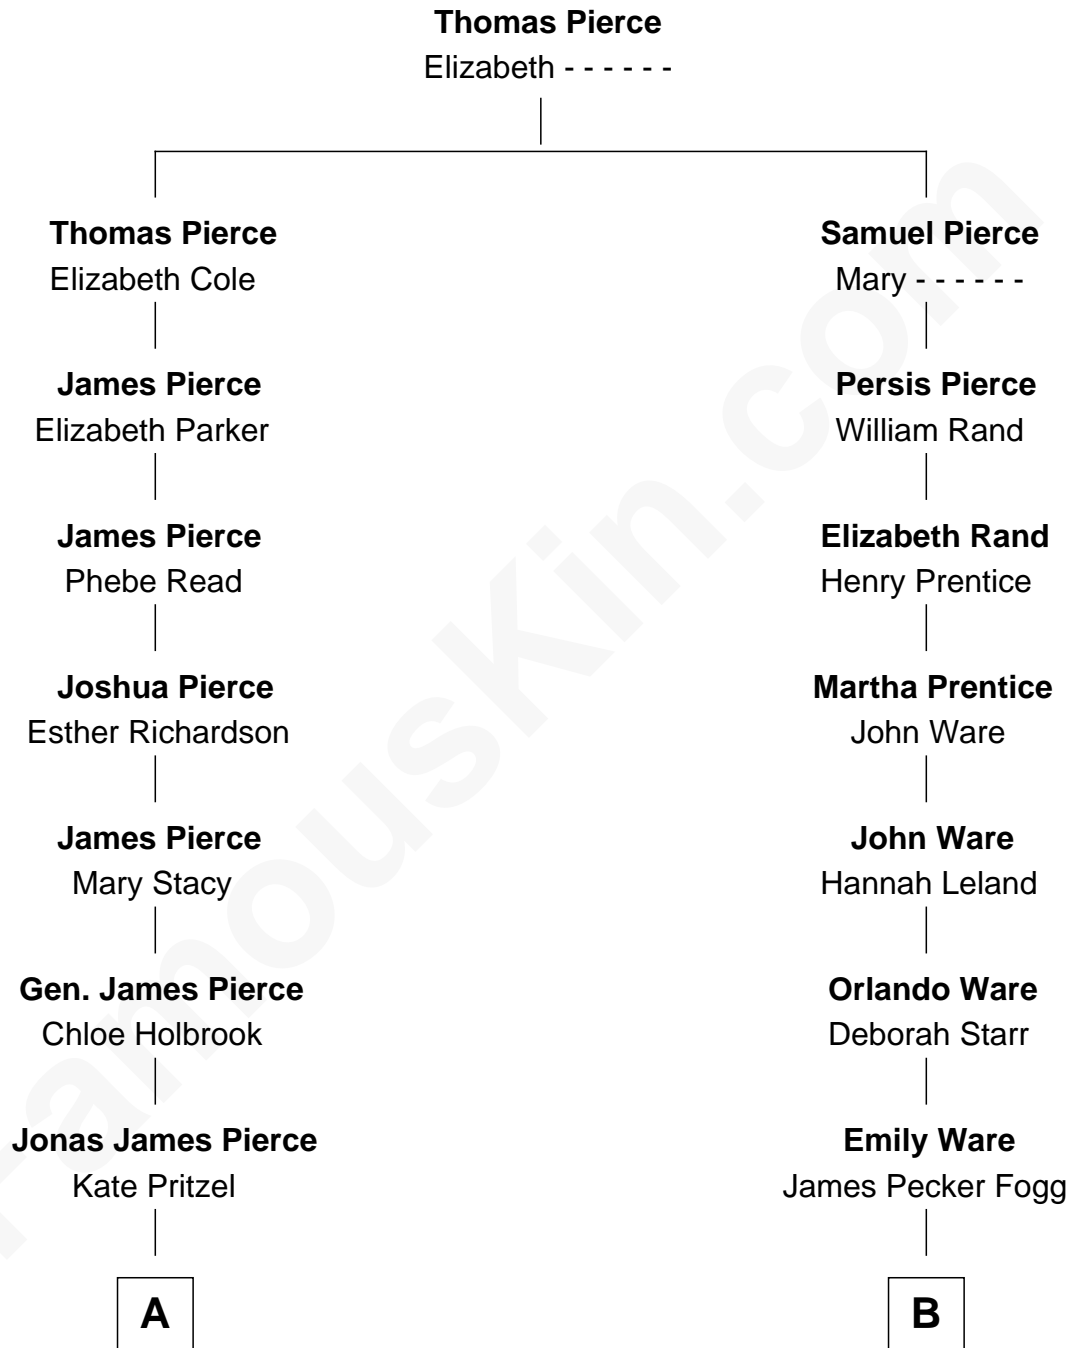 Thomas Pierce
Elizabeth - - - - - -
Thomas Pierce
Elizabeth Cole
Samuel Pierce
Mary - - - - - -
James Pierce
Elizabeth Parker
Persis Pierce
William Rand
James Pierce
Phebe Read
Elizabeth Rand
Henry Prentice
Joshua Pierce
Esther Richardson
Martha Prentice
John Ware
James Pierce
Mary Stacy
John Ware
Hannah Leland
Gen. James Pierce
Chloe Holbrook
Orlando Ware
Deborah Starr
Jonas James Pierce
Kate Pritzel
Emily Ware
James Pecker Fogg
A
B
FamousKin.com